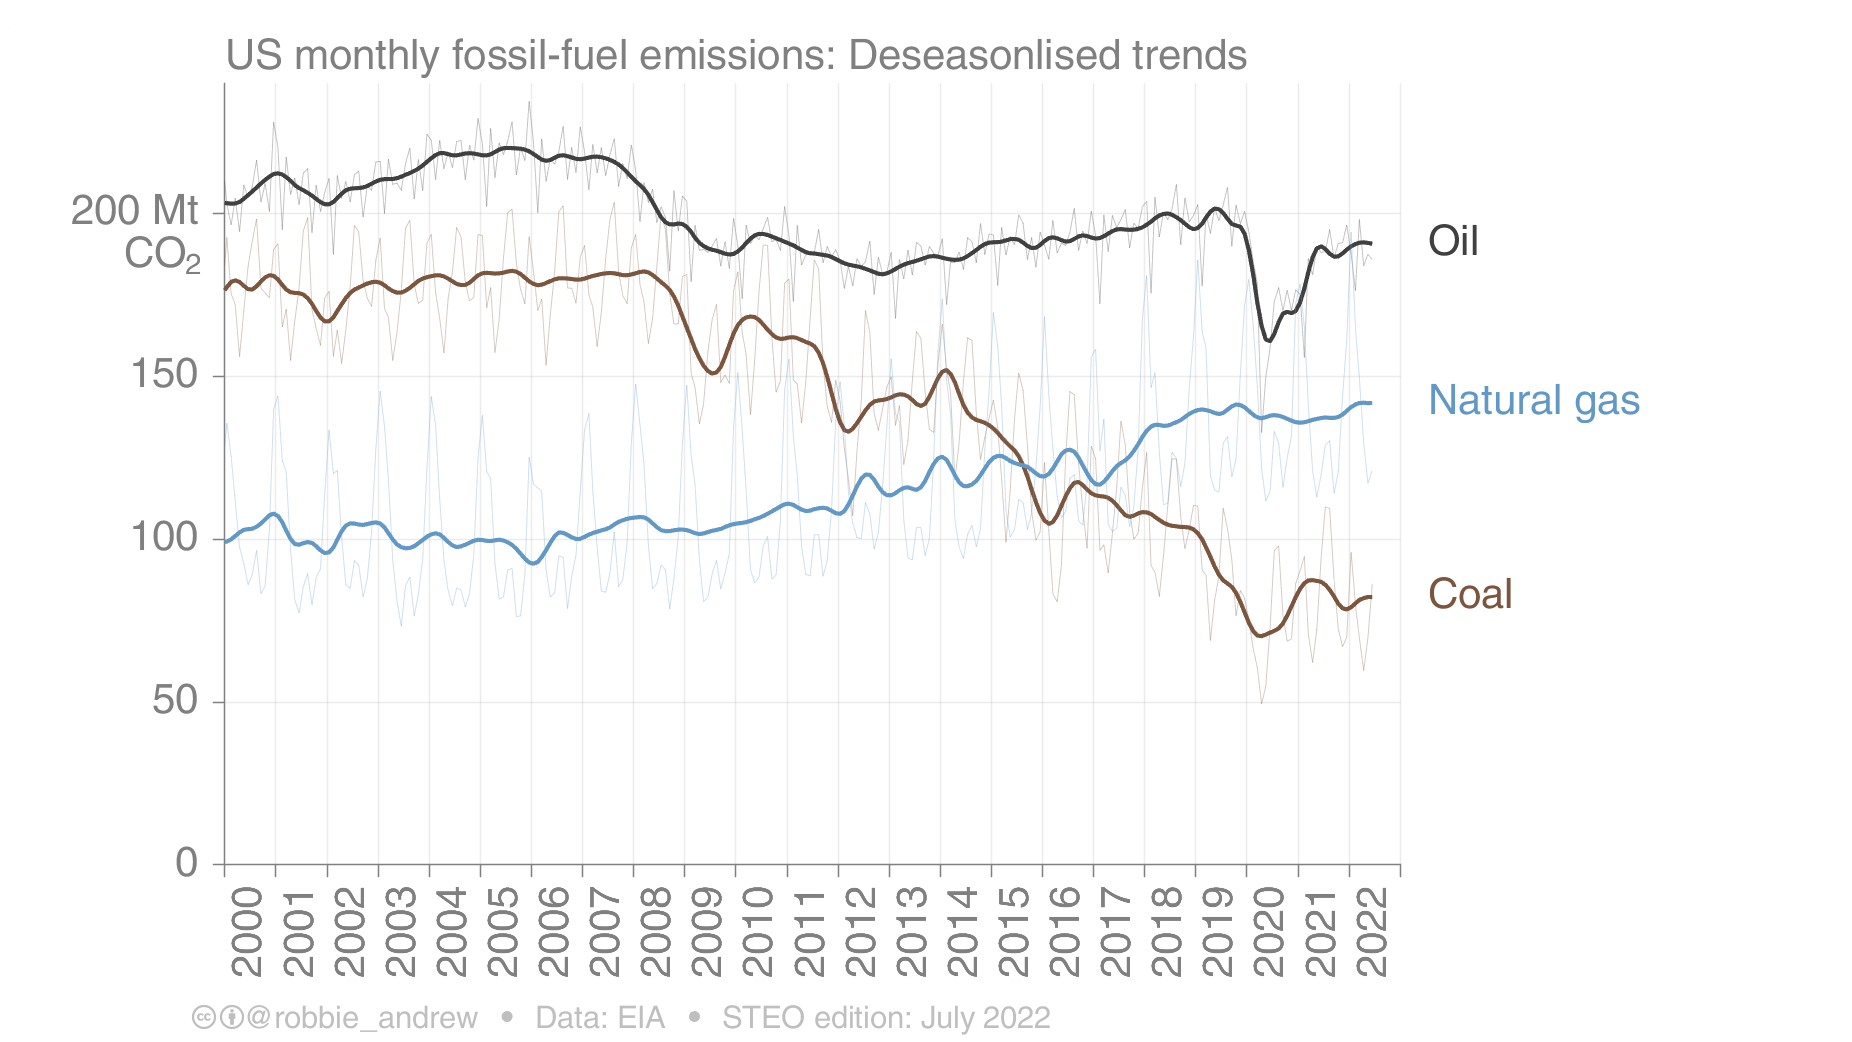 US monthly fossil-fuel emissions: Deseasonlised trends
200 Mt
CO₂
150
100
50
0
Oil
Natural gas
Coal
2000 2001 2002 2003 2004 2005 2006 2007 2008 2009 2010 2011 2012 2013 2014 2015 2016 2017 2018 2019 2020 2021 2022
cc @robbie_andrew • Data: EIA • STEO edition: July 2022